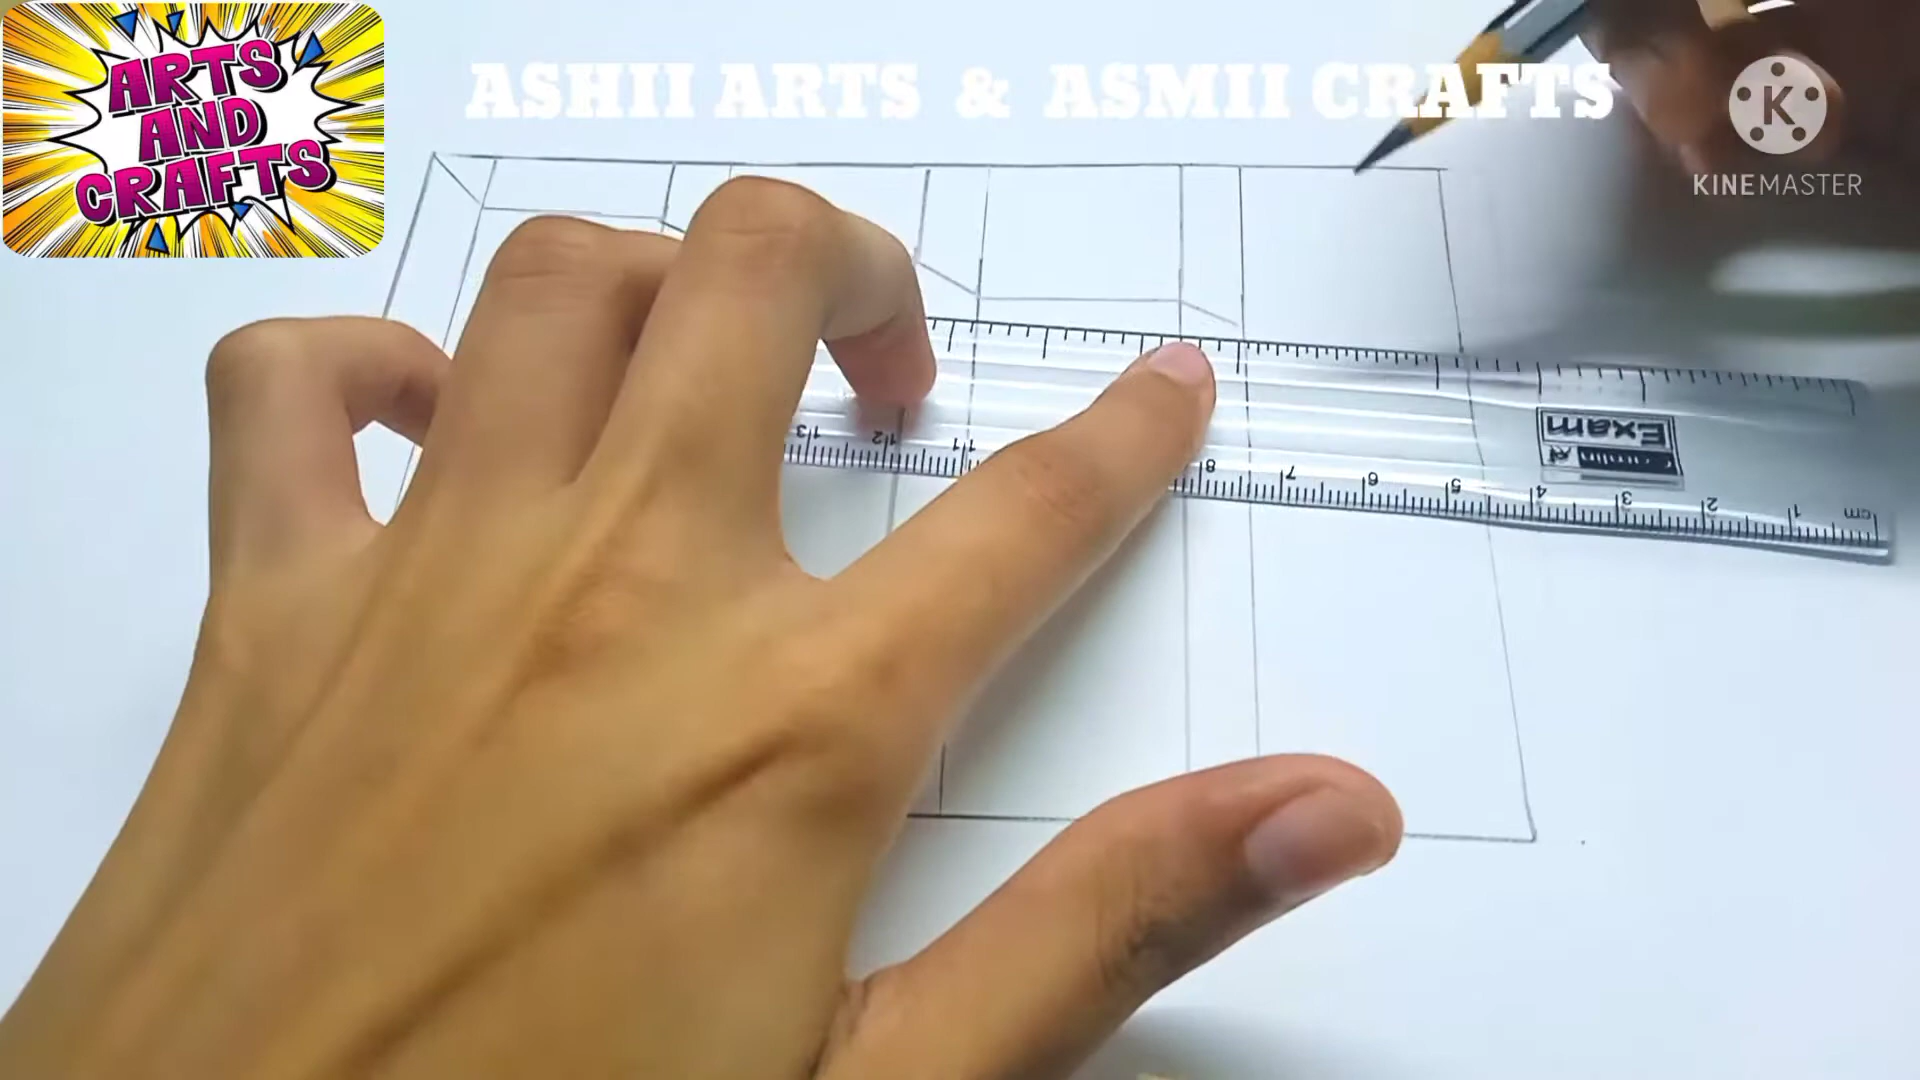 ARTS
AND
CRAFTS
ASHII ARTS & ASMII CRAFTS
K
KINEMASTER
Exam
Camlin
13 12 11 8 7 6 5 4 3 2 1 cm